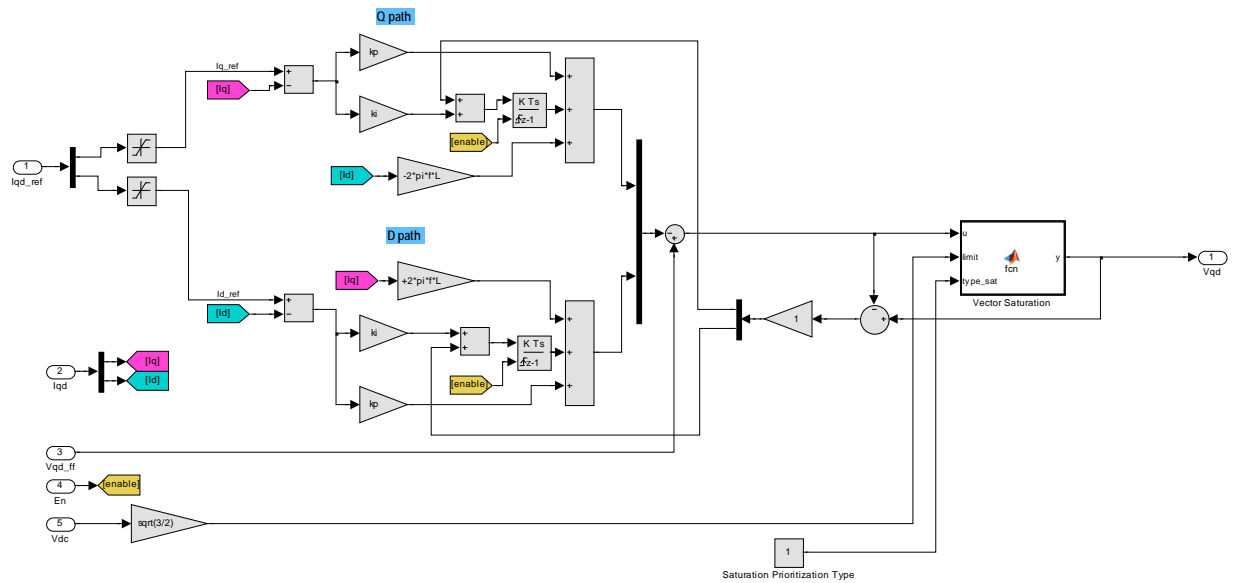 Q path
kp
Iq_ref
+
−
[Iq]
ki
+
+
K Ts
z-1
+
+
+
[enable]
[Id]
-2*pi*f*L
1
Iqd_ref
D path
[Iq]
+2*pi*f*L
Id_ref
+
−
[Id]
ki
+
+
K Ts
z-1
+
+
+
[enable]
kp
−
+
u
limit
type_sat
fcn
y
Vector Saturation
1
Vqd
1
−
+
2
Iqd
[Iq]
[Id]
3
Vqd_ff
4
En
[enable]
5
Vdc
sqrt(3/2)
1
Saturation Prioritization Type